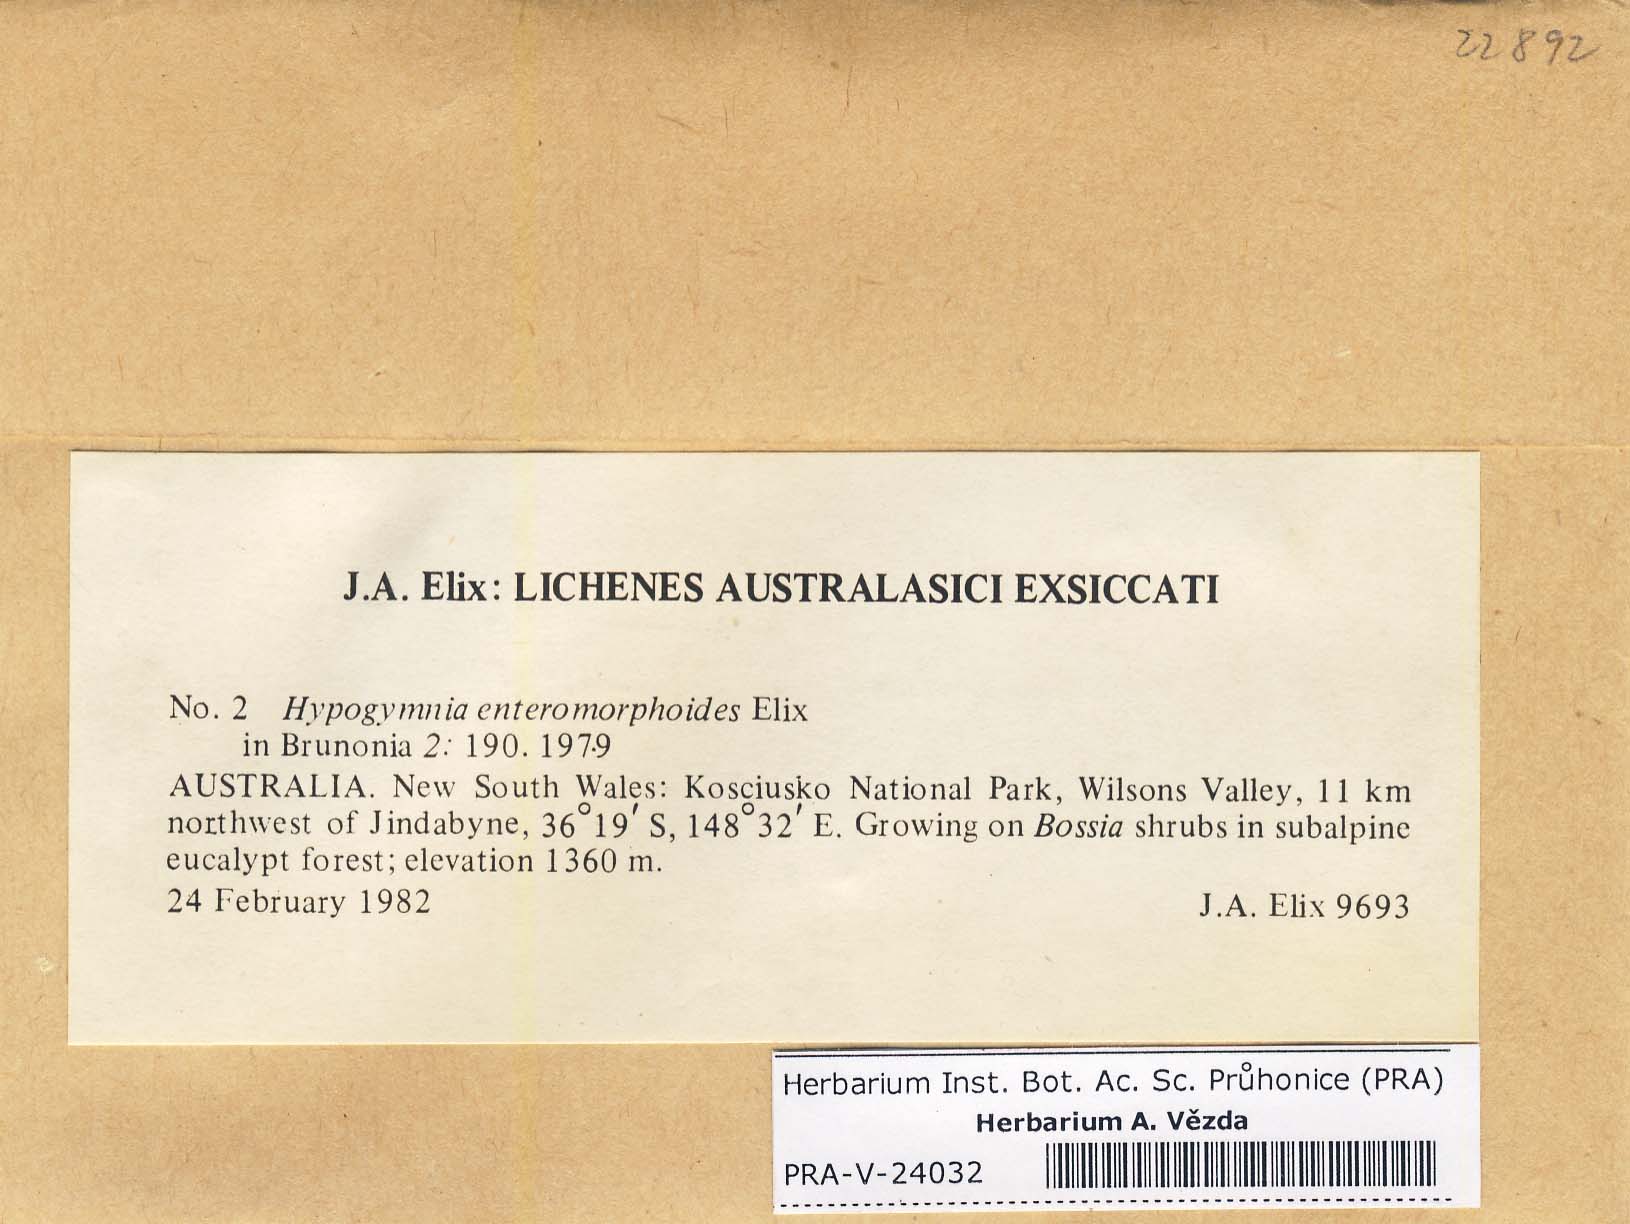 22892
J.A. Elix: LICHENES AUSTRALASICI EXSICCATI
No. 2 Hypogymnia enteromorphoides Elix
in Brunonia 2: 190. 1979
AUSTRALIA. New South Wales: Kosciusko National Park, Wilsons Valley, 11 km
northwest of Jindabyne, 36°19′ S, 148°32′ E. Growing on Bossia shrubs in subalpine
eucalypt forest; elevation 1360 m.
24 February 1982 J.A. Elix 9693
Herbarium Inst. Bot. Ac. Sc. Průhonice (PRA)
Herbarium A. Vězda
PRA-V-24032